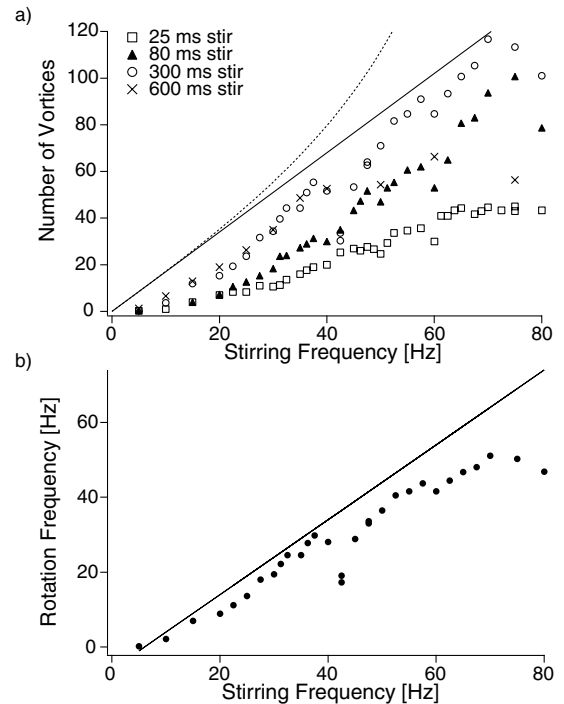 a)
120
100
80
60
40
20
0
Number of Vortices
25 ms stir
80 ms stir
300 ms stir
600 ms stir
0 20 40 60 80
Stirring Frequency [Hz]
b)
60
40
20
0
Rotation Frequency [Hz]
0 20 40 60 80
Stirring Frequency [Hz]